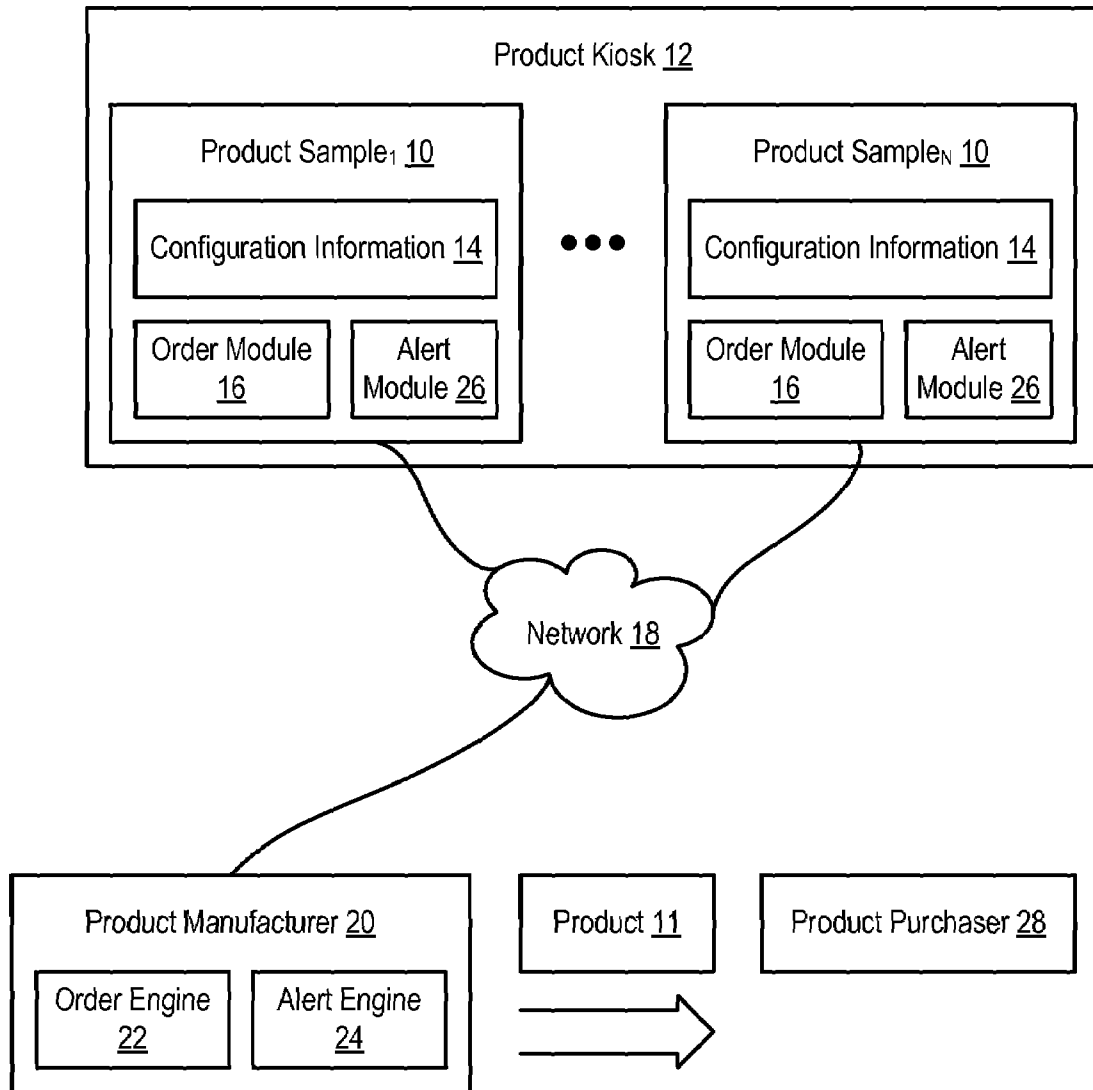 Product Kiosk 12
Product Sample₁ 10
Configuration Information 14
Order Module
16
Alert
Module 26
Product Sampleₙ 10
Configuration Information 14
Order Module
16
Alert
Module 26
Network 18
Product Manufacturer 20
Order Engine
22
Alert Engine
24
Product 11
Product Purchaser 28